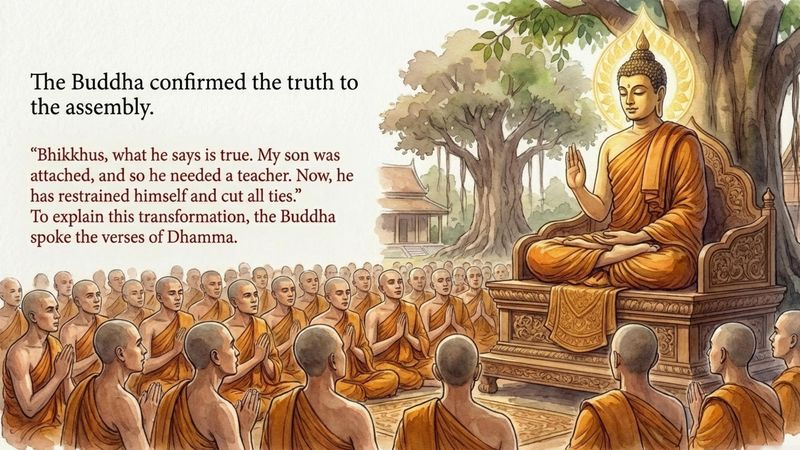 The Buddha confirmed the truth to
the assembly.
“Bhikkhus, what he says is true. My son was
attached, and so he needed a teacher. Now, he
has restrained himself and cut all ties.”
To explain this transformation, the Buddha
spoke the verses of Dhamma.